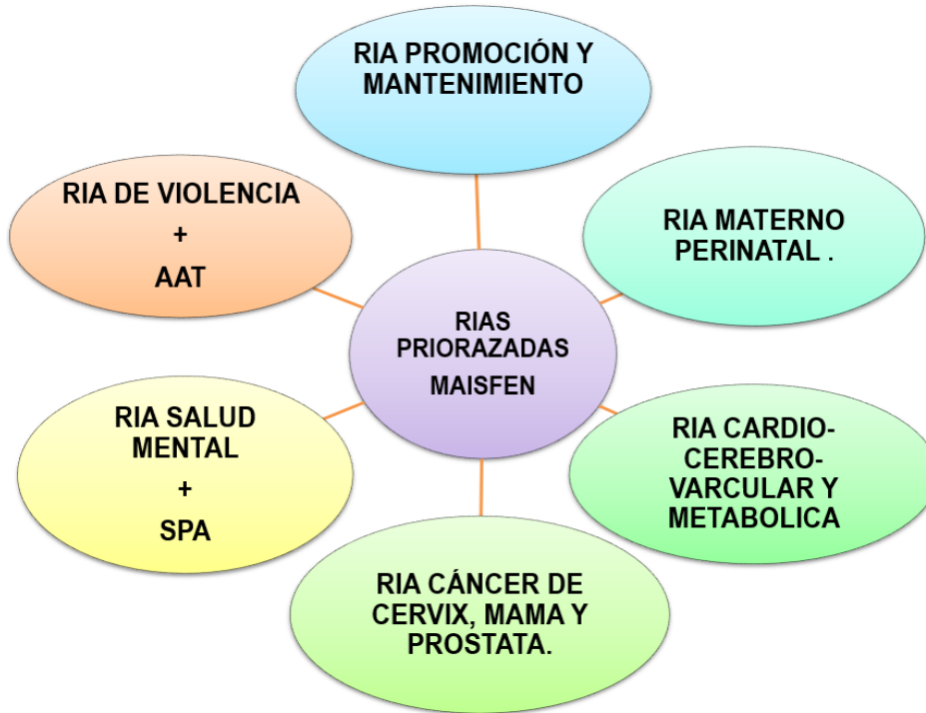 RIA PROMOCIÓN Y
MANTENIMIENTO
RIA DE VIOLENCIA
+
AAT
RIA MATERNO
PERINATAL .
RIAS
PRIORAZADAS
MAISFEN
RIA SALUD
MENTAL
+
SPA
RIA CARDIO-
CEREBRO-
VARCULAR Y
METABOLICA
RIA CÁNCER DE
CERVIX, MAMA Y
PROSTATA.